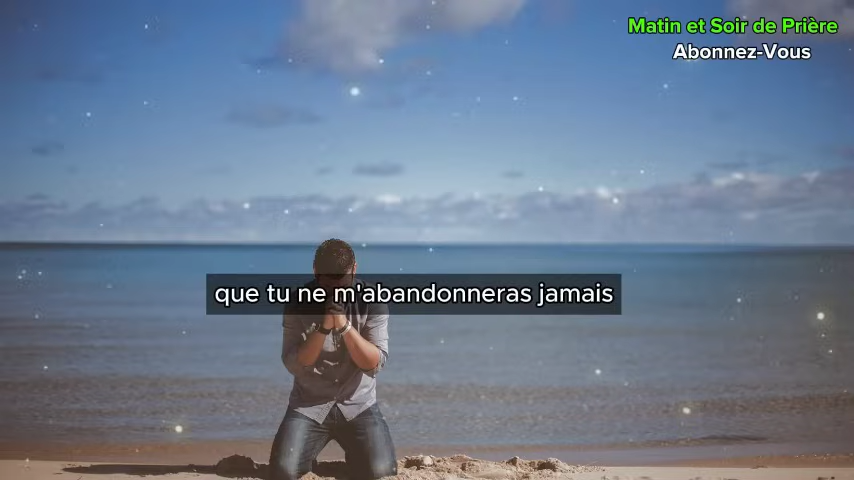 Matin et Soir de Prière
Abonnez-Vous
que tu ne m'abandonneras jamais